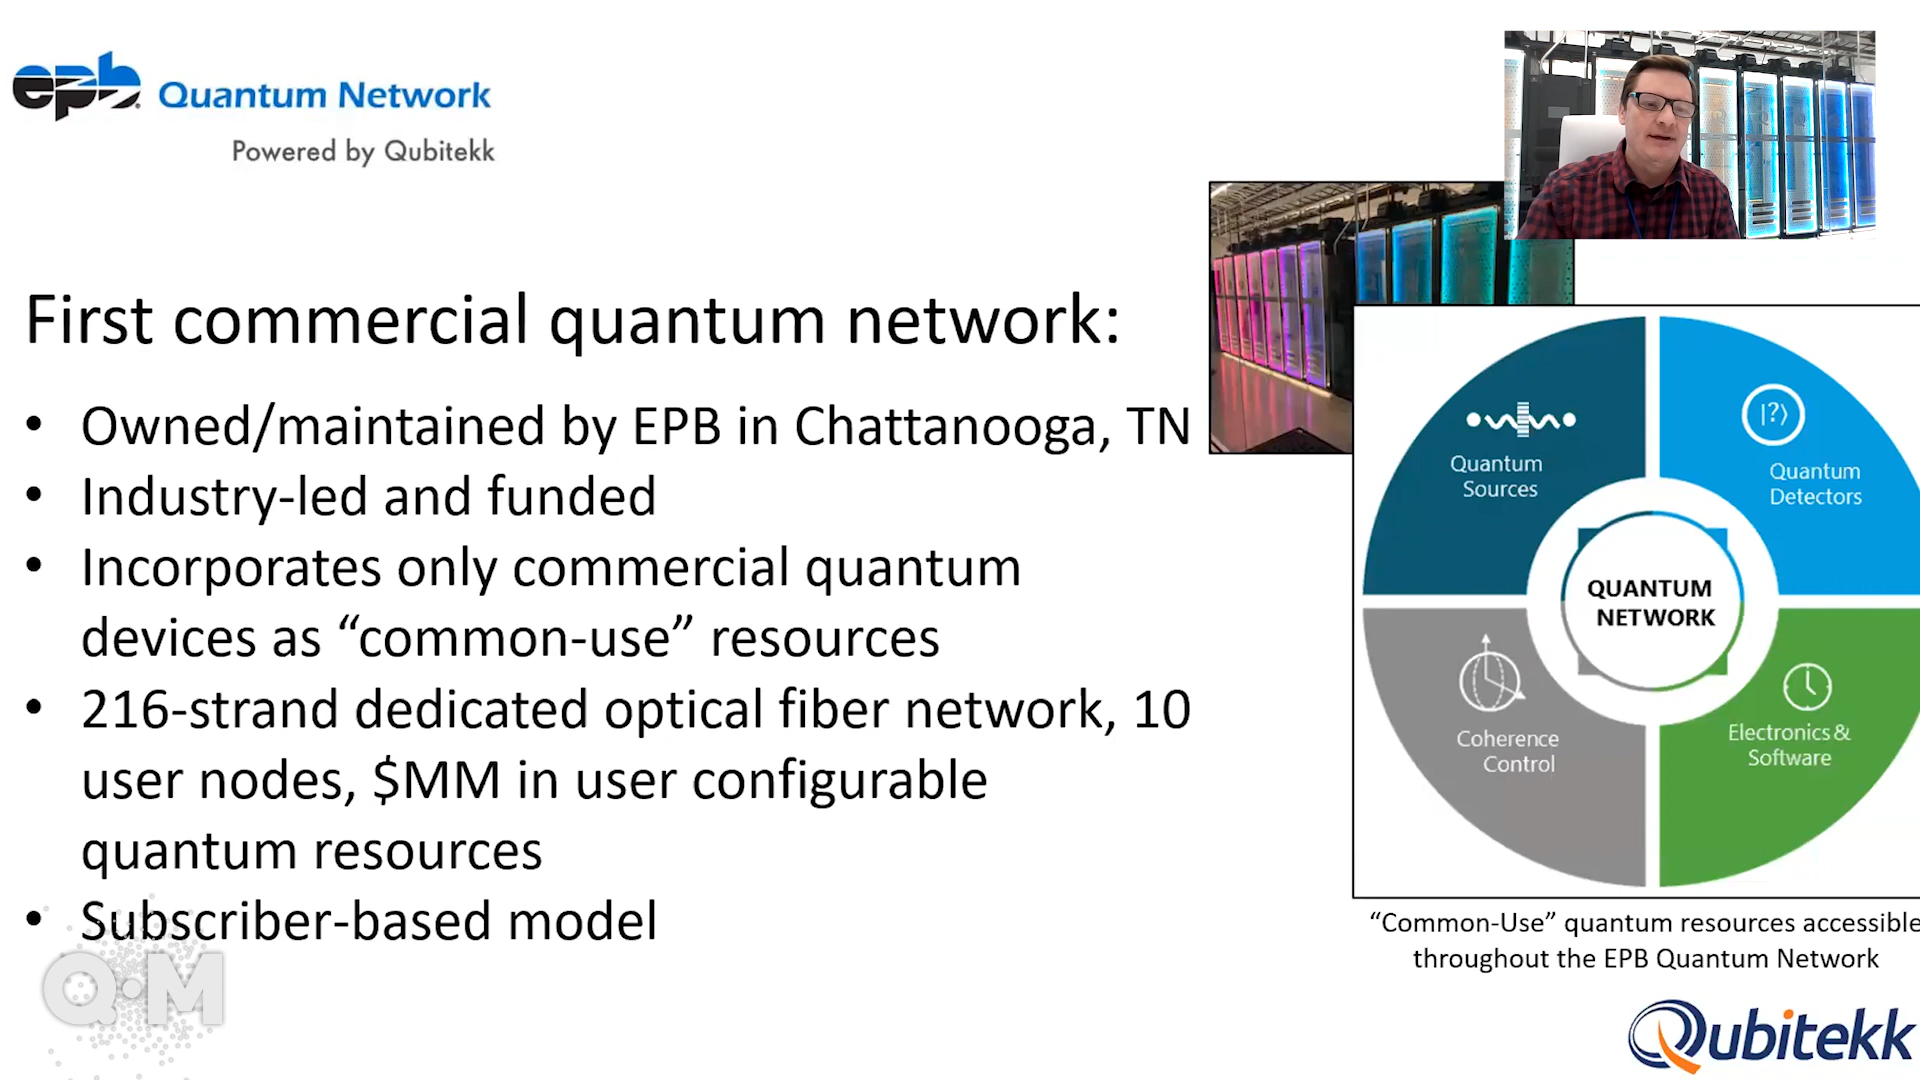 epb Quantum Network
Powered by Qubitekk
First commercial quantum network:
• Owned/maintained by EPB in Chattanooga, TN
• Industry-led and funded
• Incorporates only commercial quantum
devices as “common-use” resources
• 216-strand dedicated optical fiber network, 10
user nodes, $MM in user configurable
quantum resources
• Subscriber-based model
Q·M
Quantum
Sources
|?⟩
Quantum
Detectors
QUANTUM
NETWORK
Coherence
Control
Electronics &
Software
“Common-Use” quantum resources accessible
throughout the EPB Quantum Network
Qubitekk